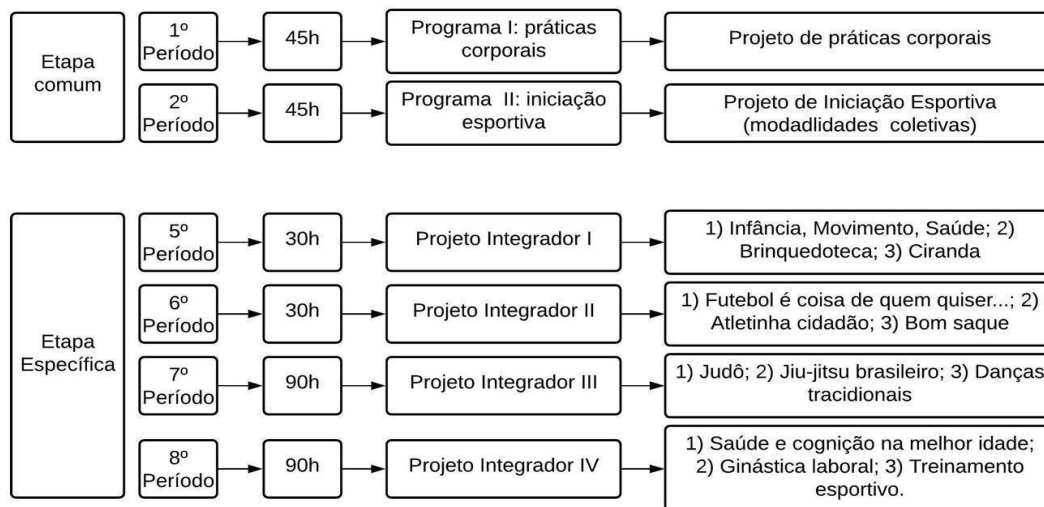 Etapa
comum
1º
Período
45h
Programa I: práticas
corporais
Projeto de práticas corporais
2º
Período
45h
Programa II: iniciação
esportiva
Projeto de Iniciação Esportiva
(modadlidades coletivas)
Etapa
Específica
5º
Período
30h
Projeto Integrador I
1) Infância, Movimento, Saúde; 2)
Brinquedoteca; 3) Ciranda
6º
Período
30h
Projeto Integrador II
1) Futebol é coisa de quem quiser...; 2)
Atletinha cidadão; 3) Bom saque
7º
Período
90h
Projeto Integrador III
1) Judô; 2) Jiu-jitsu brasileiro; 3) Danças
tracidionais
8º
Período
90h
Projeto Integrador IV
1) Saúde e cognição na melhor idade;
2) Ginástica laboral; 3) Treinamento
esportivo.